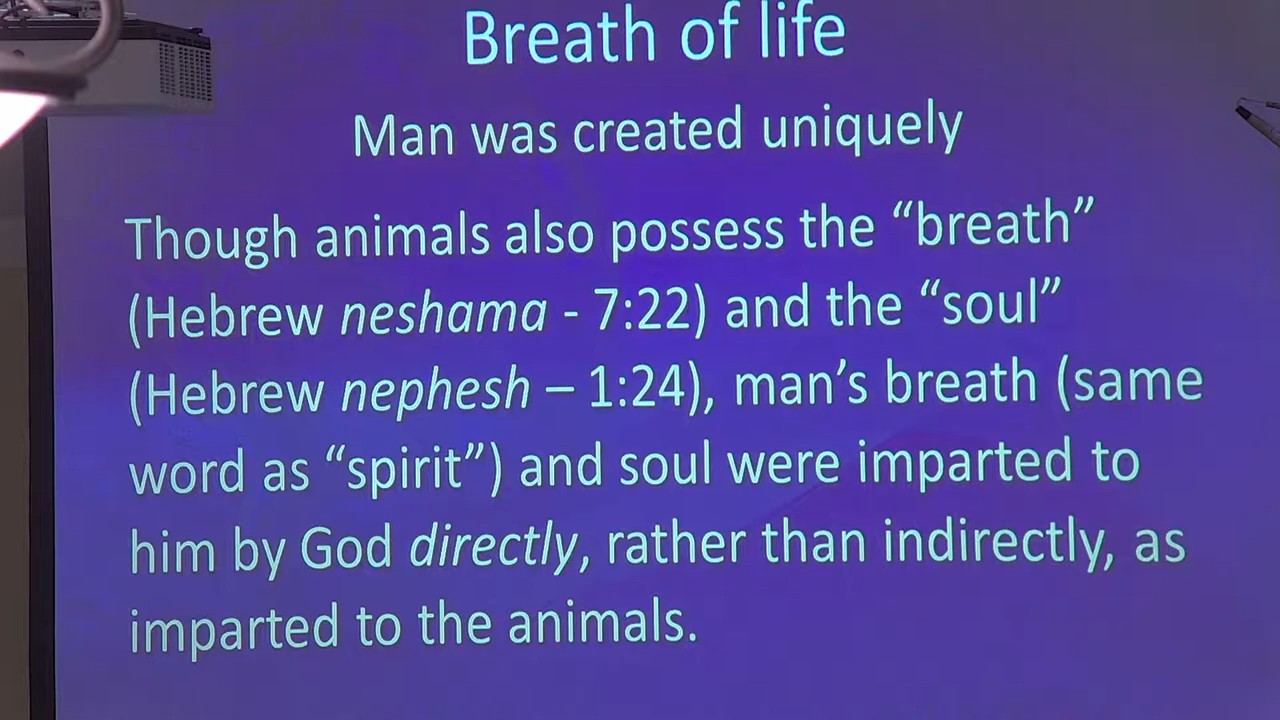 Breath of life
Man was created uniquely
Though animals also possess the “breath”
(Hebrew neshama - 7:22) and the “soul”
(Hebrew nephesh – 1:24), man’s breath (same
word as “spirit”) and soul were imparted to
him by God directly, rather than indirectly, as
imparted to the animals.